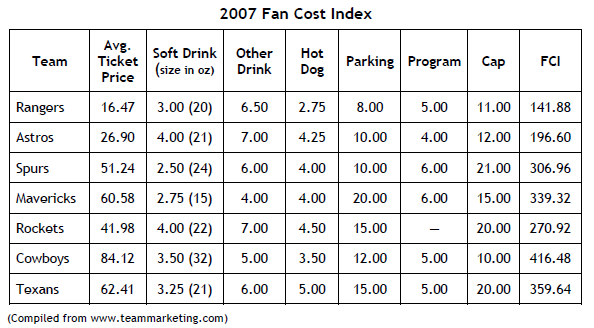 2007 Fan Cost Index
Team Avg. Ticket Price Soft Drink (size in oz) Other Drink Hot Dog Parking Program Cap FCI
Rangers 16.47 3.00 (20) 6.50 2.75 8.00 5.00 11.00 141.88
Astros 26.90 4.00 (21) 7.00 4.25 10.00 4.00 12.00 196.60
Spurs 51.24 2.50 (24) 6.00 4.00 10.00 6.00 21.00 306.96
Mavericks 60.58 2.75 (15) 4.00 4.00 20.00 6.00 15.00 339.32
Rockets 41.98 4.00 (22) 7.00 4.50 15.00 — 20.00 270.92
Cowboys 84.12 3.50 (32) 5.00 3.50 12.00 5.00 10.00 416.48
Texans 62.41 3.25 (21) 6.00 5.00 15.00 5.00 20.00 359.64
(Compiled from www.teammarketing.com)